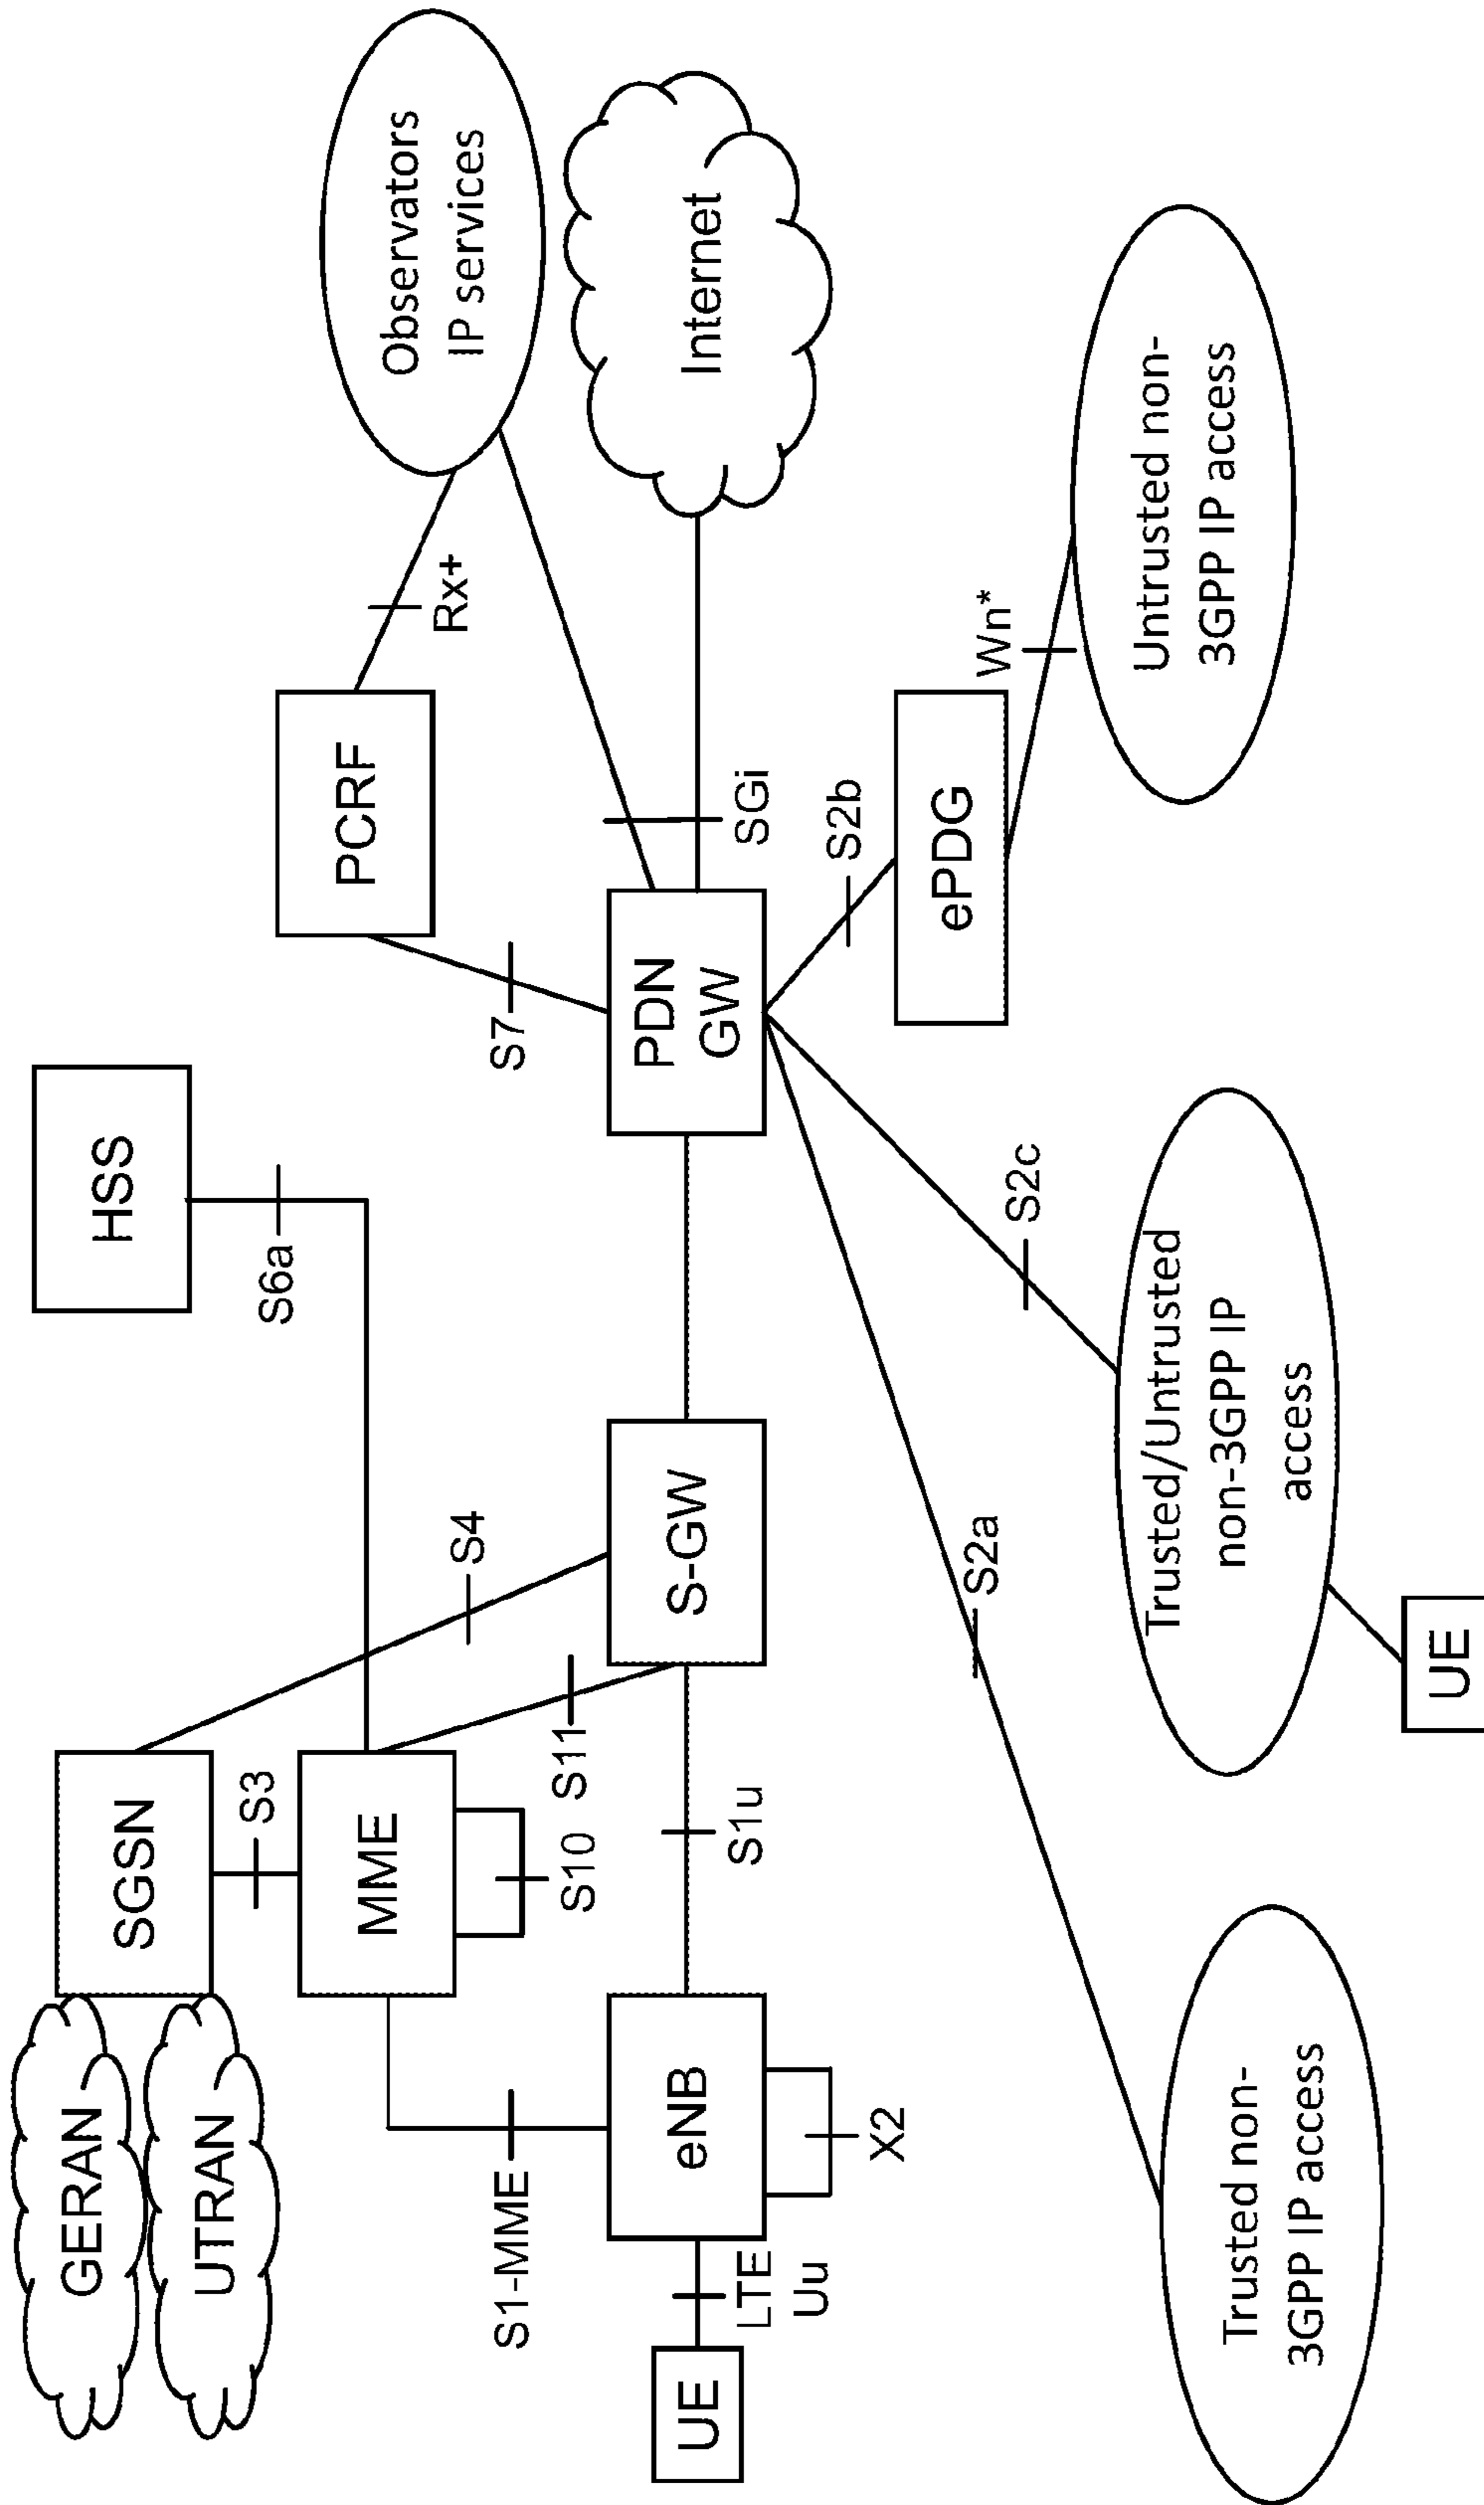 GERAN
UTRAN
SGSN
S3
HSS
S6a
MME
S10
S11
S4
S1-MME
PCRF
S7
Rx+
Observators
IP services
UE
LTE
Uu
eNB
X2
S1u
S-GW
PDN
GW
SGi
Internet
S2a
S2c
S2b
ePDG
Wn*
Trusted non-
3GPP IP access
Trusted/Untrusted
non-3GPP IP
access
UE
Untrusted non-
3GPP IP access